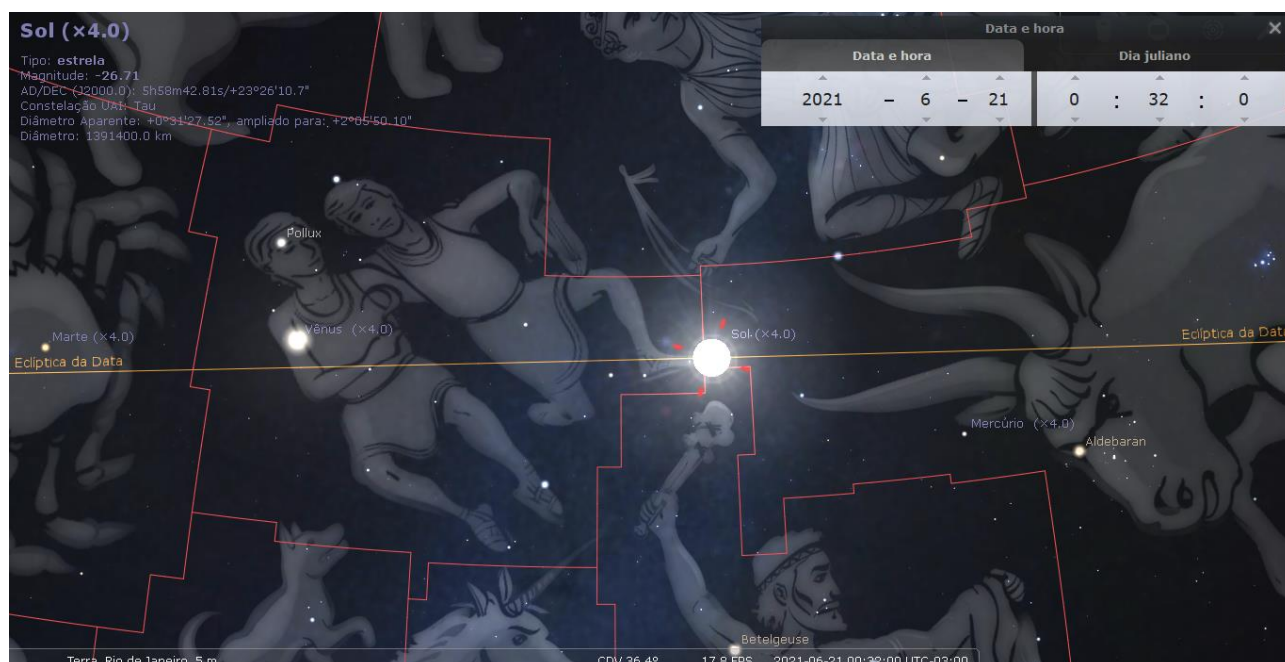 Sol (×4.0)
Tipo: estrela
Magnitude: -26.71
AD/DEC (J2000.0): 5h58m42.81s/+23°26'10.7"
Constelação UAI: Tau
Diâmetro Aparente: +0°31'27.52", ampliado para: +2°05'50.10"
Diâmetro: 1391400.0 km
Data e hora ×
Data e hora Dia juliano
2021 – 6 – 21 0 : 32 : 0
Pollux
Vênus (×4.0)
Marte (×4.0)
Sol (×4.0)
Eclíptica da Data
Eclíptica da Data
Mercúrio (×4.0)
Aldebaran
Betelgeuse
Terra, Rio de Janeiro, 5 m CDV 36.4° 17.8 FPS 2021-06-21 00:32:00 UTC-03:00